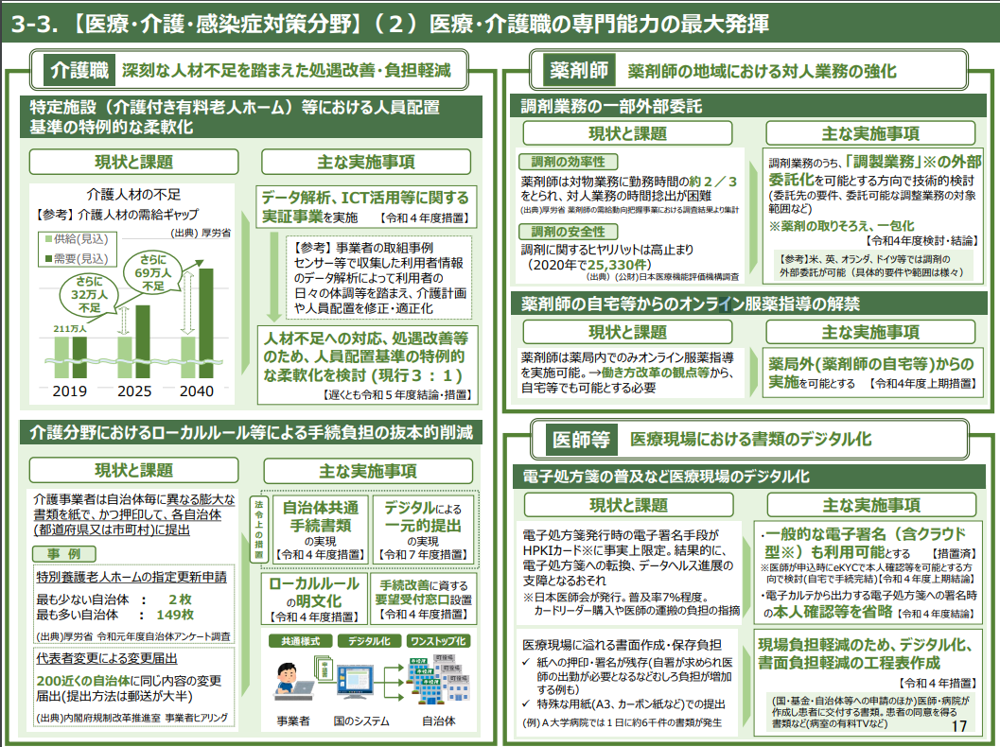 3-3.【医療・介護・感染症対策分野】(２)医療・介護職の専門能力の最大発揮
介護職 深刻な人材不足を踏まえた処遇改善・負担軽減
特定施設（介護付き有料老人ホーム）等における人員配置
基準の特例的な柔軟化
現状と課題
介護人材の不足
【参考】介護人材の需給ギャップ
(出典) 厚労省
供給(見込)
需要(見込)
さらに
32万人
不足
さらに
69万人
不足
211万人
2019 2025 2040
主な実施事項
データ解析、ICT活用等に関する
実証事業を実施 【令和４年度措置】
【参考】事業者の取組事例
センサー等で収集した利用者情報
のデータ解析によって利用者の
日々の体調等を踏まえ、介護計画
や人員配置を修正・適正化
人材不足への対応、処遇改善等
のため、人員配置基準の特例的
な柔軟化を検討 (現行３：１)
【遅くとも令和５年度結論・措置】
介護分野におけるローカルルール等による手続負担の抜本的削減
現状と課題
介護事業者は自治体毎に異なる膨大な
書類を紙で、かつ押印して、各自治体
(都道府県又は市町村)に提出
事 例
特別養護老人ホームの指定更新申請
最も少ない自治体 ： ２枚
最も多い自治体 ： 149枚
(出典)厚労省 令和元年度自治体アンケート調査
代表者変更による変更届出
200近くの自治体に同じ内容の変更
届出(提出方法は郵送が大半)
(出典)内閣府規制改革推進室 事業者ヒアリング
主な実施事項
法令上の措置
自治体共通
手続書類
の実現
【令和４年度措置】
デジタルによる
一元的提出
の実現
【令和７年度措置】
ローカルルール
の明文化
【令和４年度措置】
手続改善に資する
要望受付窓口設置
【令和４年度措置】
共通様式 デジタル化 ワンストップ化
申請書
市役所
町役場
市役所
町役場
市役所
町役場
事業者 国のシステム 自治体
薬剤師 薬剤師の地域における対人業務の強化
調剤業務の一部外部委託
現状と課題
調剤の効率性
薬剤師は対物業務に勤務時間の約２／３
をとられ、対人業務の時間捻出が困難
(出典)厚労省 薬剤師の需給動向把握事業における調査結果より集計
調剤の安全性
調剤に関するヒヤリハットは高止まり
（2020年で25,330件）
(出典) (公財)日本医療機能評価機構調査
主な実施事項
調剤業務のうち、「調製業務」※の外部
委託化を可能とする方向で技術的検討
(委託先の要件、委託可能な調整業務の対象
範囲など)
※薬剤の取りそろえ、一包化
【令和４年度検討・結論】
【参考】米、英、オランダ、ドイツ等では調剤の
外部委託が可能（具体的要件や範囲は様々）
薬剤師の自宅等からのオンライン服薬指導の解禁
現状と課題
薬剤師は薬局内でのみオンライン服薬指導
を実施可能。→働き方改革の観点等から、
自宅等でも可能とする必要
主な実施事項
薬局外(薬剤師の自宅等)からの
実施を可能とする 【令和4年度上期措置】
医師等 医療現場における書類のデジタル化
電子処方箋の普及など医療現場のデジタル化
現状と課題
電子処方箋発行時の電子署名手段が
HPKIカード※に事実上限定。結果的に、
電子処方箋への転換、データヘルス進展の
支障となるおそれ
※日本医師会が発行。普及率7%程度。
カードリーダー購入や医師の運搬の負担の指摘
医療現場に溢れる書面作成・保存負担
✓ 紙への押印・署名が残存(自署が求められ医
師の出勤が必要となるなどむしろ負担が増加
する例も)
✓ 特殊な用紙(A3、カーボン紙など)での提出
(例)Ａ大学病院では１日に約6千件の書類が発生
主な実施事項
・一般的な電子署名（含クラウド
型※）も利用可能とする 【措置済】
※医師が申込時にeKYCで本人確認等を可能とする方
向で検討(自宅で手続完結)【令和４年度上期結論】
・電子カルテから出力する電子処方箋への署名時
の本人確認等を省略【令和４年度結論】
現場負担軽減のため、デジタル化、
書面負担軽減の工程表作成
【令和４年措置】
(国・基金・自治体等への申請のほか)医師・病院が
作成し患者に交付する書類。患者の同意を得る
書類など(病室の有料TVなど)
17